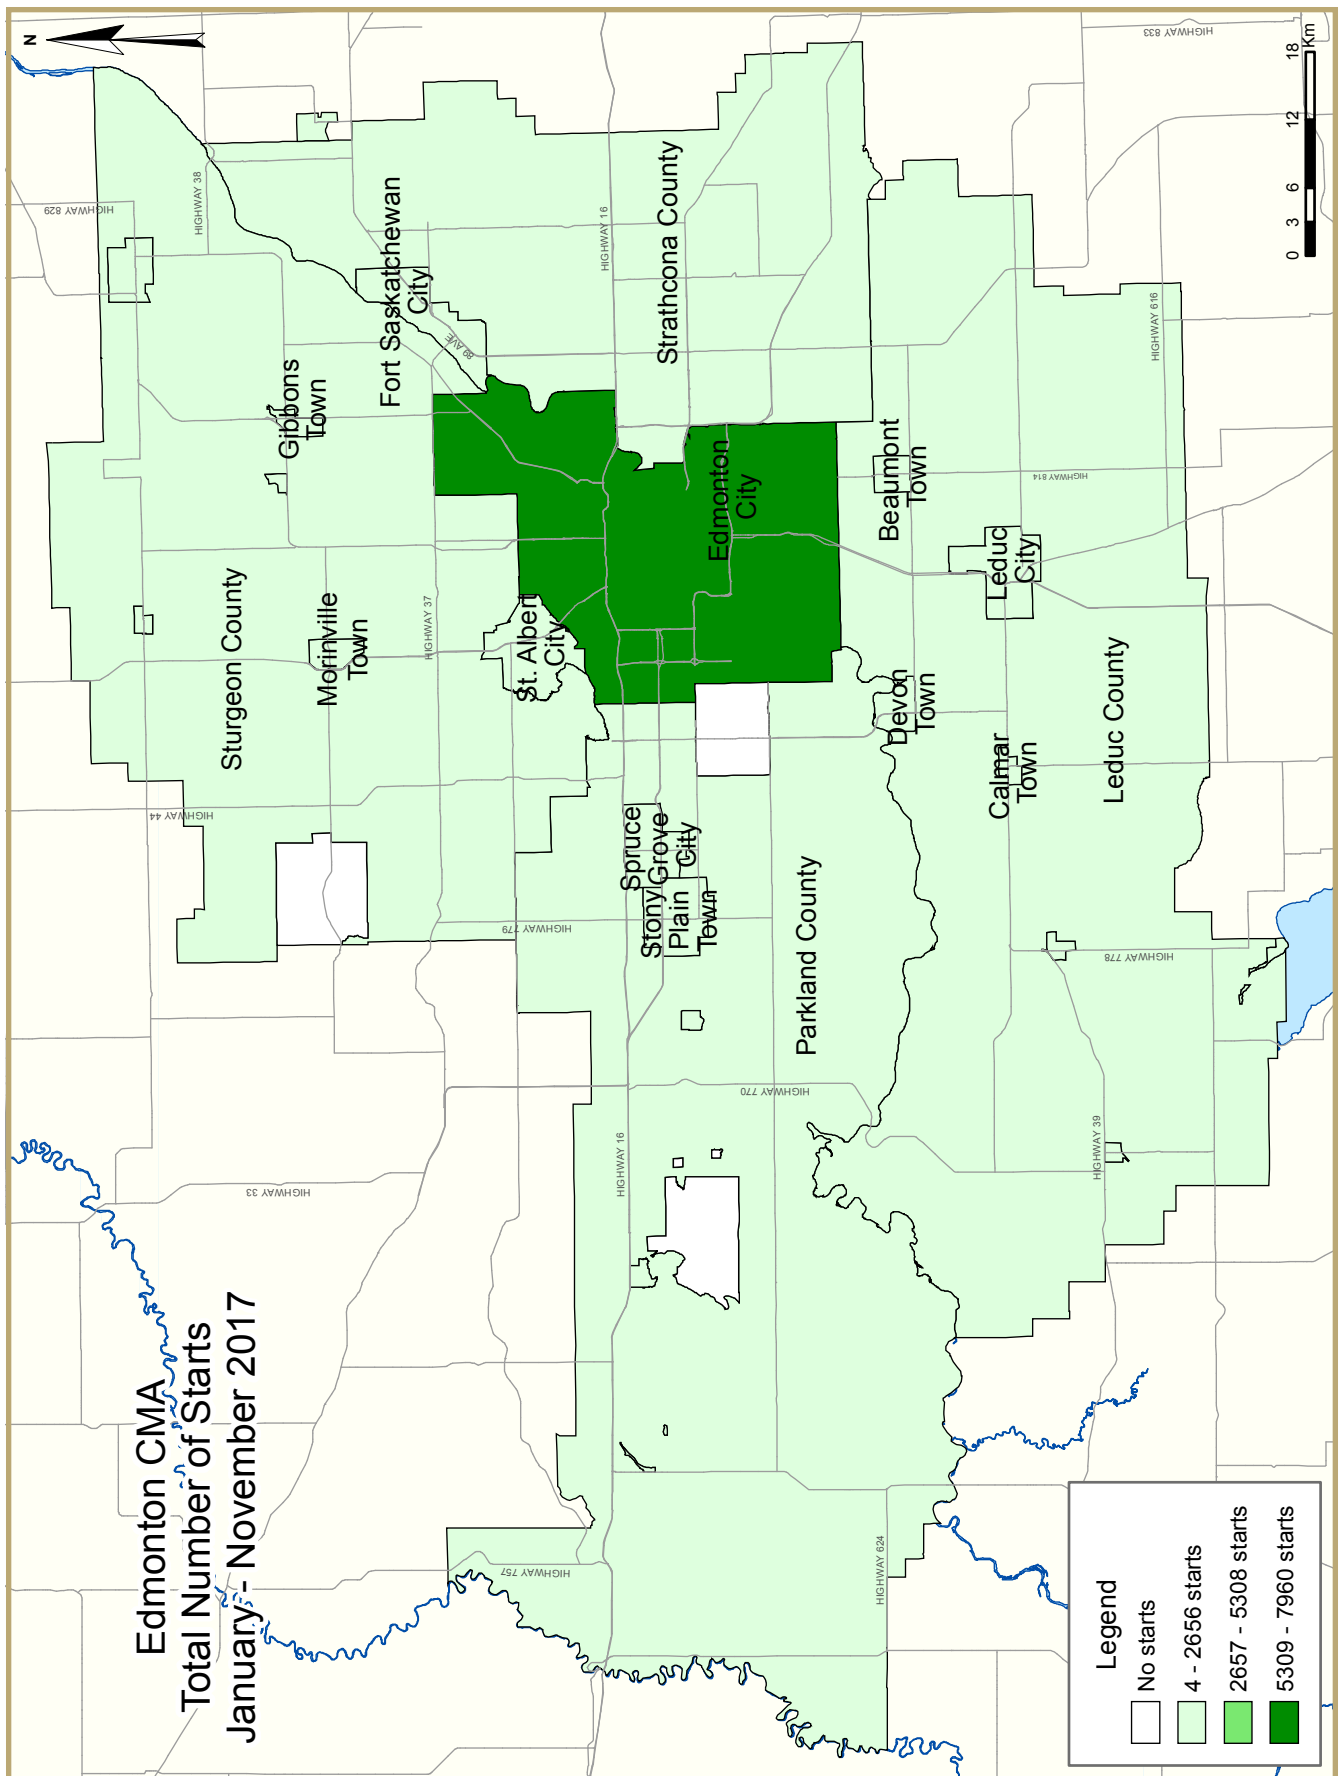 Edmonton CMA
Total Number of Starts
January - November 2017
N
HIGHWAY 829
HIGHWAY 38
HIGHWAY 833
Gibbons
Town
Fort Saskatchewan
City
89 AVE
Sturgeon County
Morinville
Town
HIGHWAY 37
HIGHWAY 44
HIGHWAY 779
HIGHWAY 33
St. Albert
City
HIGHWAY 16
Strathcona County
Edmonton
City
Spruce
Grove
City
Stony
Plain
Town
HIGHWAY 16
HIGHWAY 757
HIGHWAY 770
Parkland County
Beaumont
Town
HIGHWAY 814
HIGHWAY 616
Leduc
City
Devon
Town
Calmar
Town
Leduc County
HIGHWAY 778
HIGHWAY 39
HIGHWAY 624
Legend
No starts
4 - 2656 starts
2657 - 5308 starts
5309 - 7960 starts
0 3 6 12 18
Km